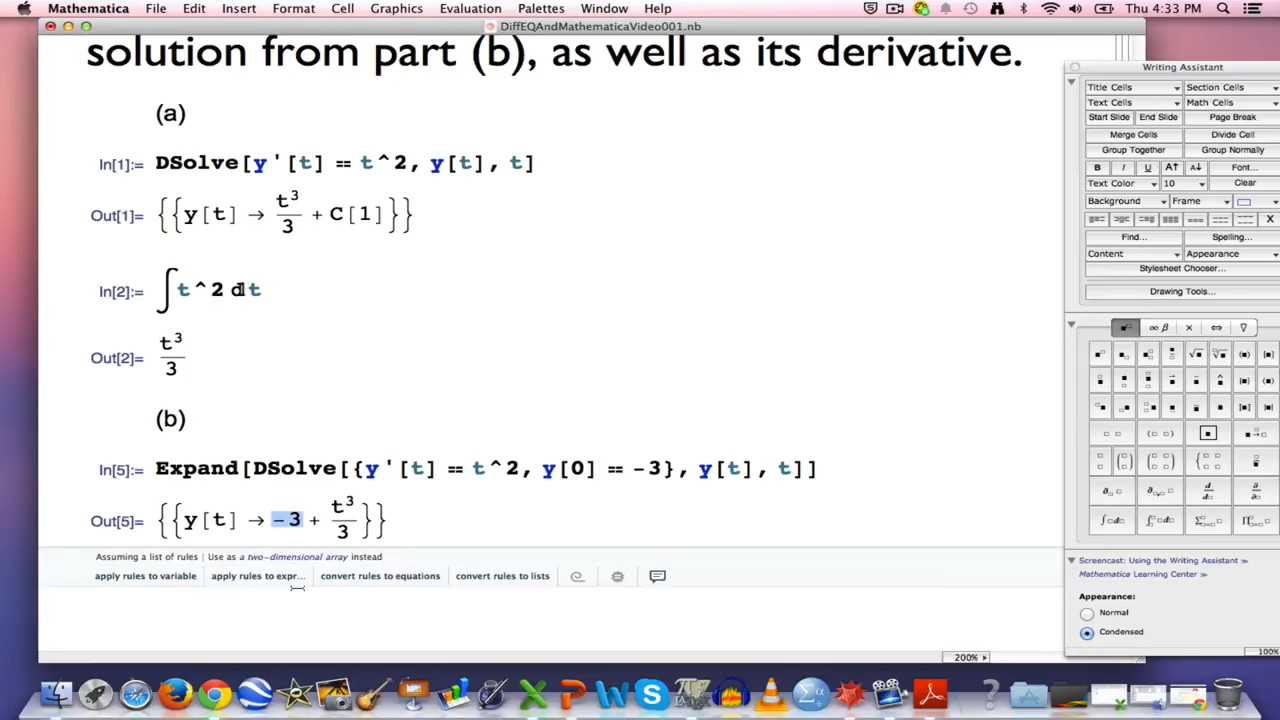 Mathematica File Edit Insert Format Cell Graphics Evaluation Palettes Window Help Thu 4:33 PM
DiffEQAndMathematicaVideo001.nb
solution from part (b), as well as its derivative.
(a)
In[1]:= DSolve[y'[t] == t^2, y[t], t]
Out[1]= {{y[t] → t³/3 + C[1]}}
In[2]:= ∫t^2 dt
Out[2]= t³/3
(b)
In[5]:= Expand[DSolve[{y'[t] == t^2, y[0] == -3}, y[t], t]]
Out[5]= {{y[t] → -3 + t³/3}}
Assuming a list of rules | Use as a two-dimensional array instead
apply rules to variable apply rules to expr... convert rules to equations convert rules to lists
200%
Writing Assistant
Title Cells Section Cells
Text Cells Math Cells
Start Slide End Slide Page Break
Merge Cells Divide Cell
Group Together Group Normally
B I U A A Font...
Text Color 10 Clear
Background Frame
X
Find... Spelling...
Content Appearance
Stylesheet Chooser...
Drawing Tools...
Screencast: Using the Writing Assistant »
Mathematica Learning Center »
Appearance:
Normal
Condensed
100%